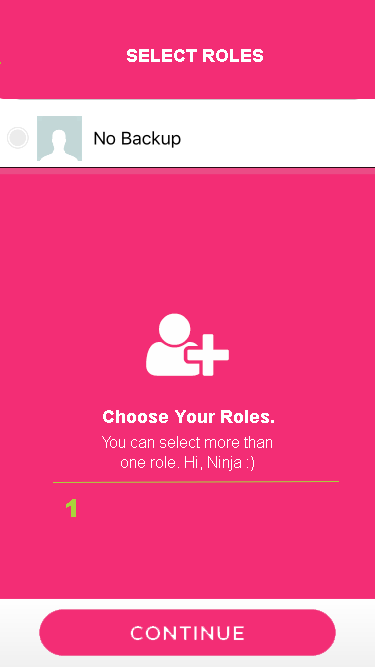 SELECT ROLES
No Backup
Choose Your Roles.
You can select more than
one role. Hi, Ninja :)
1
CONTINUE